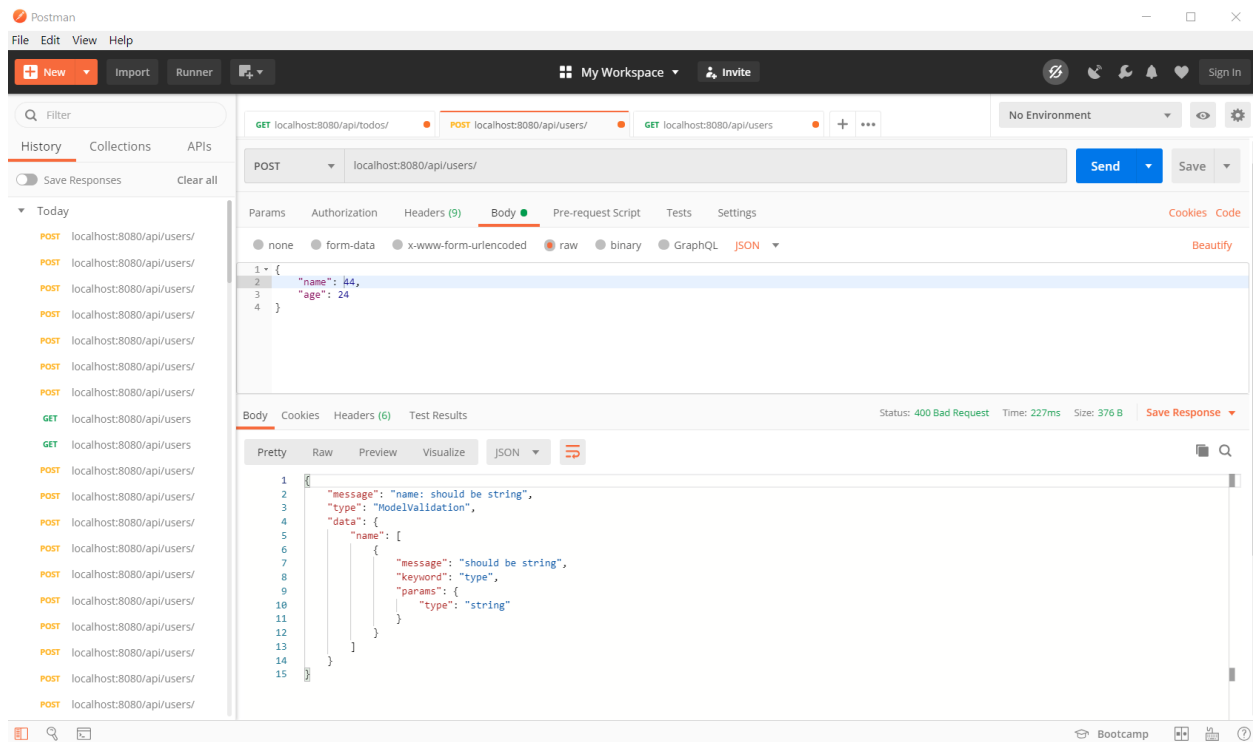 Postman
File Edit View Help
New Import Runner My Workspace Invite Sign In
Filter
History Collections APIs
Save Responses Clear all
Today
POST localhost:8080/api/users/
POST localhost:8080/api/users/
POST localhost:8080/api/users/
POST localhost:8080/api/users/
POST localhost:8080/api/users/
POST localhost:8080/api/users/
POST localhost:8080/api/users/
GET localhost:8080/api/users
GET localhost:8080/api/users
POST localhost:8080/api/users/
POST localhost:8080/api/users/
POST localhost:8080/api/users/
POST localhost:8080/api/users/
POST localhost:8080/api/users/
POST localhost:8080/api/users/
POST localhost:8080/api/users/
POST localhost:8080/api/users/
POST localhost:8080/api/users/
POST localhost:8080/api/users/
GET localhost:8080/api/todos/ POST localhost:8080/api/users/ GET localhost:8080/api/users
No Environment
POST localhost:8080/api/users/ Send Save
Params Authorization Headers (9) Body Pre-request Script Tests Settings Cookies Code
none form-data x-www-form-urlencoded raw binary GraphQL JSON Beautify
1 {
2 "name": 44,
3 "age": 24
4 }
Body Cookies Headers (6) Test Results Status: 400 Bad Request Time: 227ms Size: 376 B Save Response
Pretty Raw Preview Visualize JSON
1 {
2 "message": "name: should be string",
3 "type": "ModelValidation",
4 "data": {
5 "name": [
6 {
7 "message": "should be string",
8 "keyword": "type",
9 "params": {
10 "type": "string"
11 }
12 }
13 ]
14 }
15 }
Bootcamp